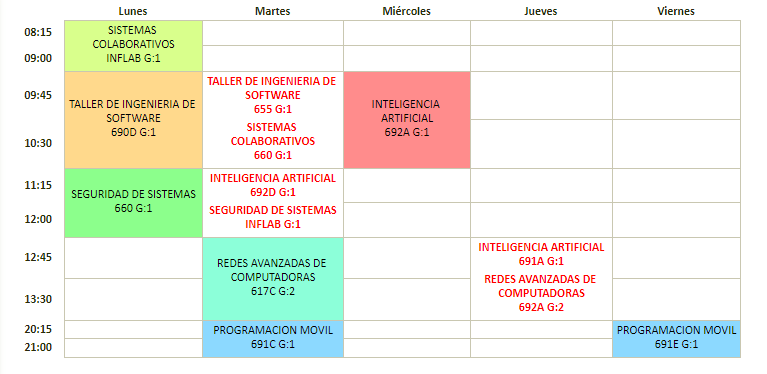 Lunes Martes Miércoles Jueves Viernes
08:15
SISTEMAS
COLABORATIVOS
INFLAB G:1
09:00
09:45
TALLER DE INGENIERIA DE
SOFTWARE
690D G:1
TALLER DE INGENIERIA DE
SOFTWARE
655 G:1
SISTEMAS
COLABORATIVOS
660 G:1
INTELIGENCIA
ARTIFICIAL
692A G:1
10:30
11:15
SEGURIDAD DE SISTEMAS
660 G:1
INTELIGENCIA ARTIFICIAL
692D G:1
SEGURIDAD DE SISTEMAS
INFLAB G:1
12:00
12:45
REDES AVANZADAS DE
COMPUTADORAS
617C G:2
INTELIGENCIA ARTIFICIAL
691A G:1
REDES AVANZADAS DE
COMPUTADORAS
692A G:2
13:30
20:15
PROGRAMACION MOVIL
691C G:1
PROGRAMACION MOVIL
691E G:1
21:00